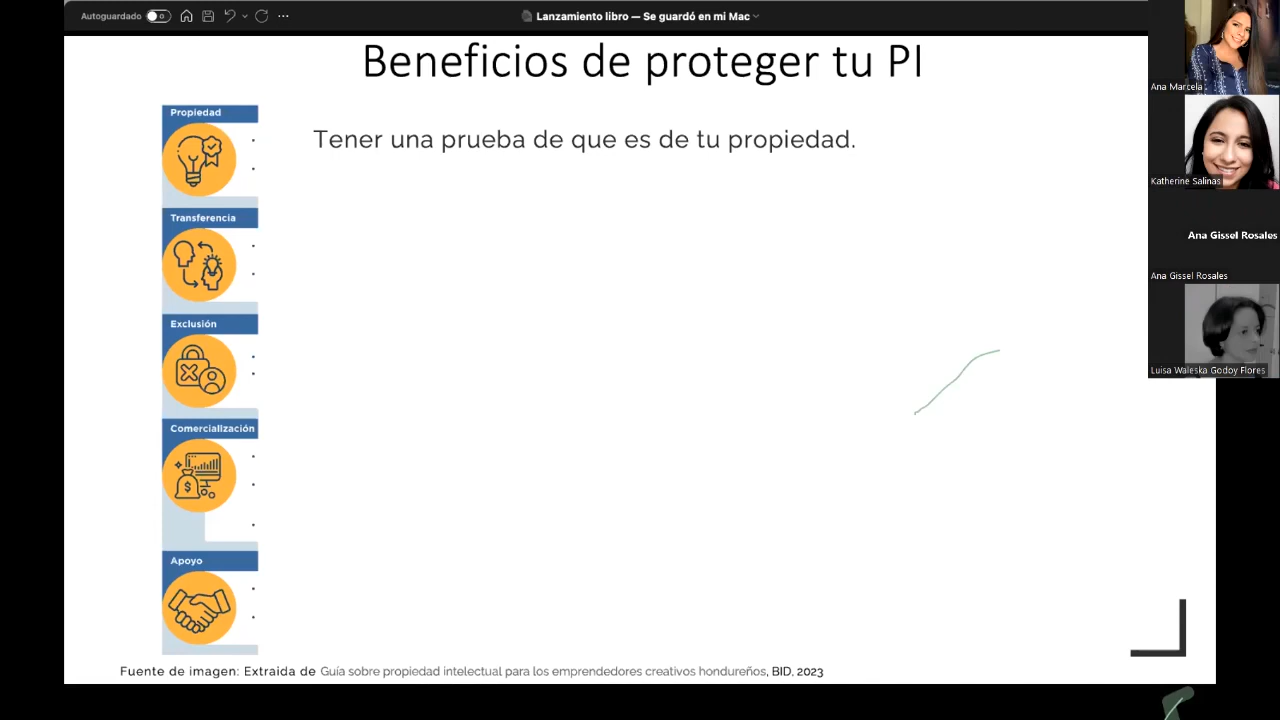 Autoguardado
Lanzamiento libro — Se guardó en mi Mac
Beneficios de proteger tu PI
Propiedad
Tener una prueba de que es de tu propiedad.
Transferencia
Exclusión
Comercialización
$
Apoyo
Fuente de imagen: Extraida de Guía sobre propiedad intelectual para los emprendedores creativos hondureños, BID, 2023
Ana Marcela
Katherine Salinas
Ana Gissel Rosales
Ana Gissel Rosales
Luisa Waleska Godoy Flores